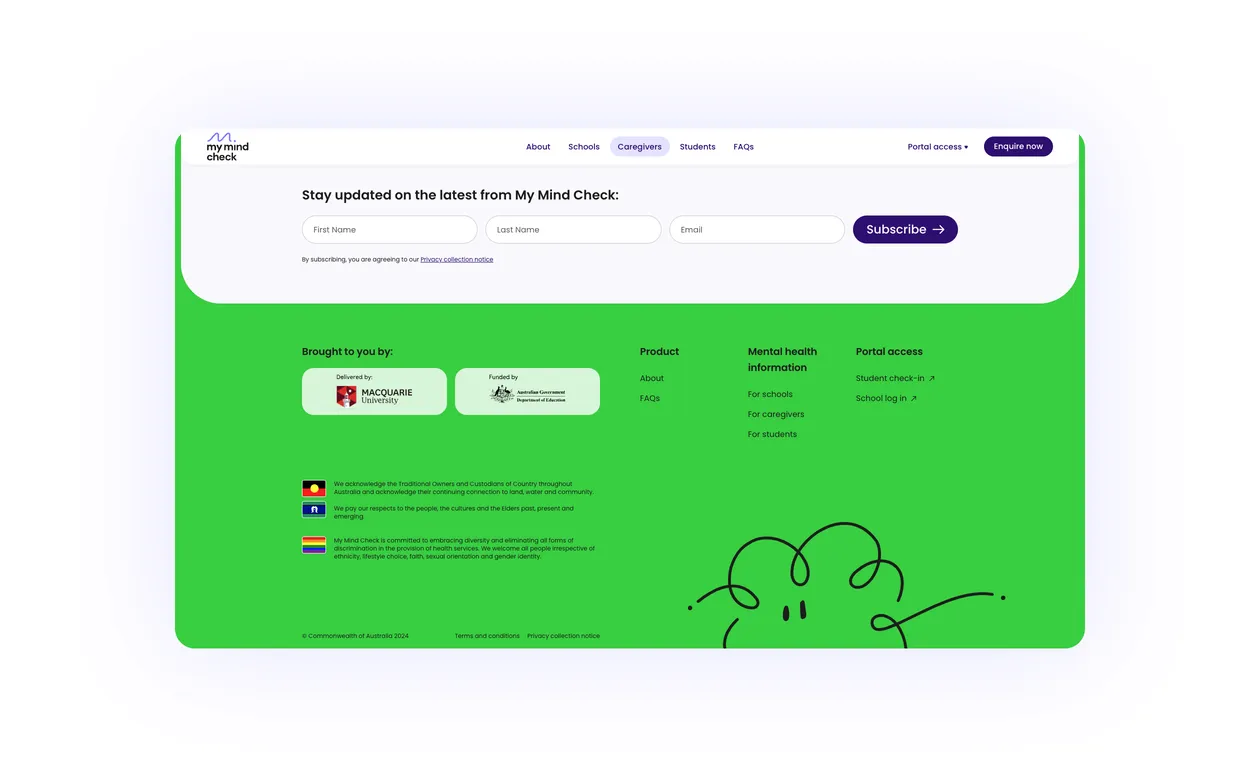 my mind
check
About
Schools
Caregivers
Students
FAQs
Portal access
Enquire now
Stay updated on the latest from My Mind Check:
First Name
Last Name
Email
Subscribe →
By subscribing, you are agreeing to our Privacy collection notice
Brought to you by:
Delivered by:
MACQUARIE
University
Funded by
Australian Government
Department of Education
Product
About
FAQs
Mental health
information
For schools
For caregivers
For students
Portal access
Student check-in ↗
School log in ↗
We acknowledge the Traditional Owners and Custodians of Country throughout
Australia and acknowledge their continuing connection to land, water and community.
We pay our respects to the people, the cultures and the Elders past, present and
emerging
My Mind Check is committed to embracing diversity and eliminating all forms of
discrimination in the provision of health services. We welcome all people irrespective of
ethnicity, lifestyle choice, faith, sexual orientation and gender identity.
© Commonwealth of Australia 2024
Terms and conditions
Privacy collection notice